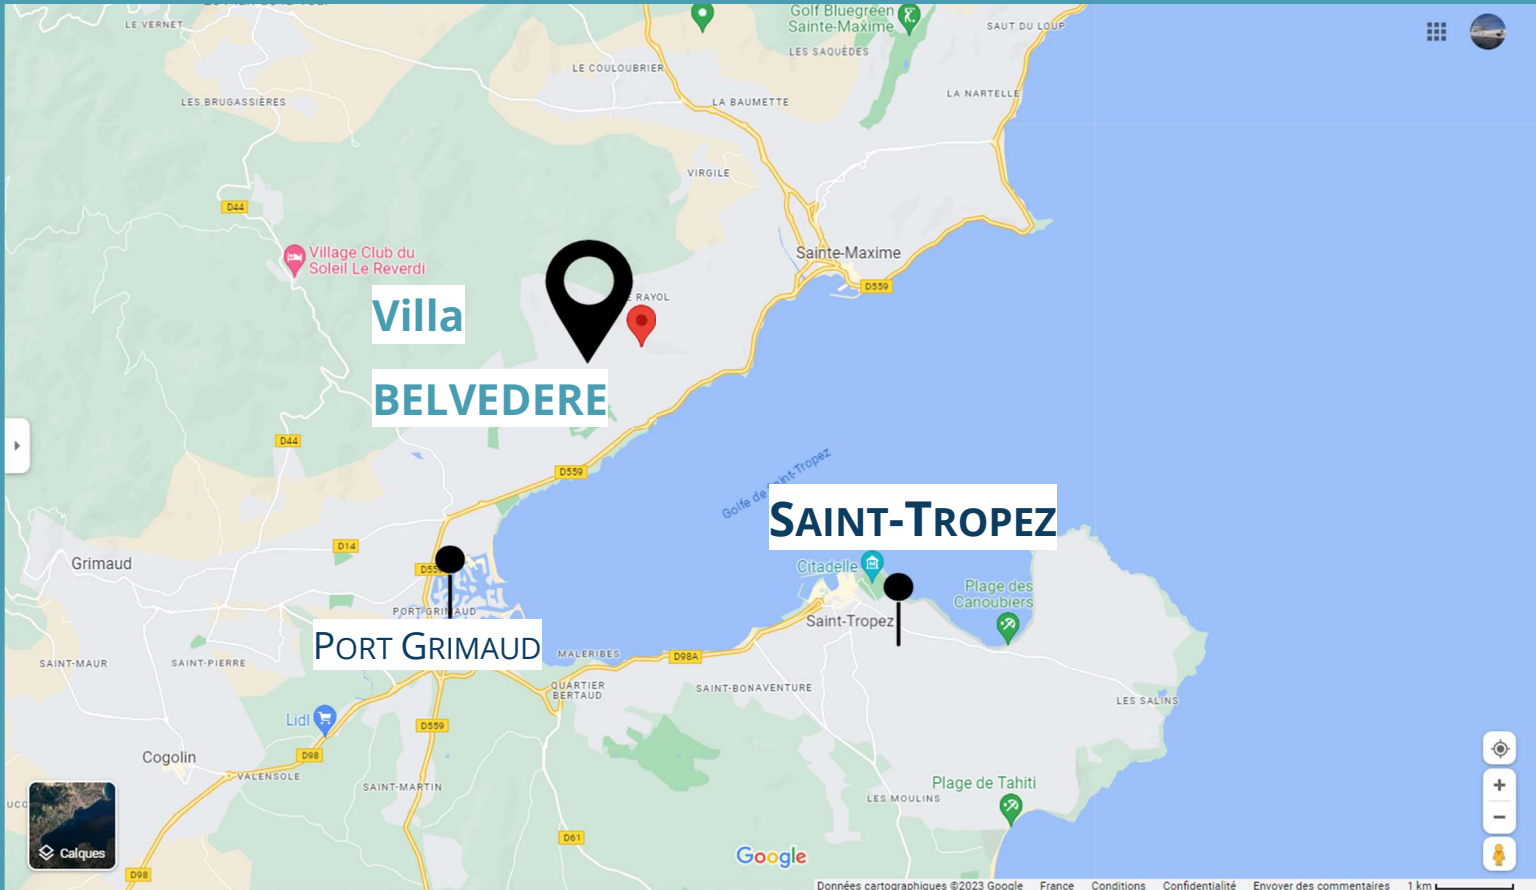 LE VERNET
Golf Bluegreen
Sainte-Maxime
SAUT DU LOUP
LES SAQUÈDES
LE COULOUBRIER
LES BRUGASSIÈRES
LA BAUMETTE
LA NARTELLE
VIRGILE
D44
Village Club du
Soleil Le Reverdi
Sainte-Maxime
D559
RAYOL
Villa
BELVEDERE
D44
D559
Golfe de Saint-Tropez
SAINT-TROPEZ
D14
Grimaud
Citadelle
Plage des
Canoubiers
PORT GRIMAUD
Saint-Tropez
PORT GRIMAUD
SAINT-MAUR
SAINT-PIERRE
MALERIBES
D98A
QUARTIER
BERTAUD
SAINT-BONAVENTURE
LES SALINS
Lidl
D559
Cogolin
D98
VALENSOLE
SAINT-MARTIN
Plage de Tahiti
LES MOULINS
D61
Calques
Google
D98
Données cartographiques ©2023 Google France Conditions Confidentialité Envoyer des commentaires 1 km